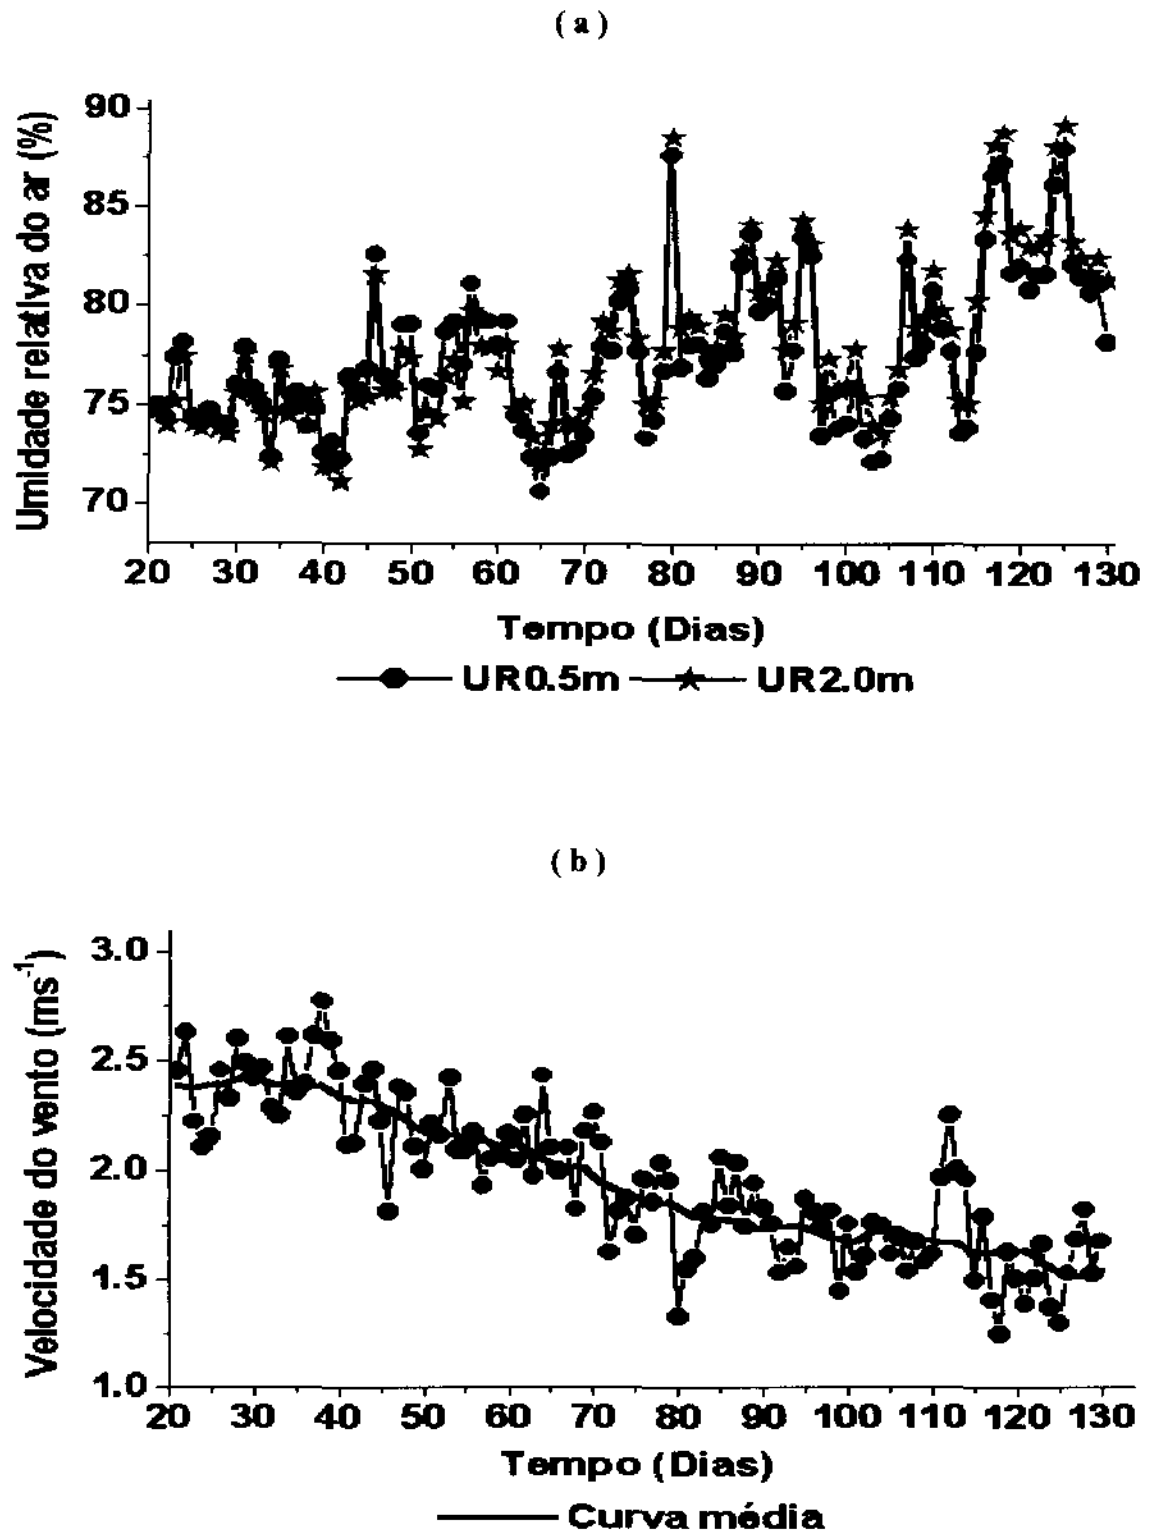 ( a )
Umidade relativa do ar (%)
90
85
80
75
70
20 30 40 50 60 70 80 90 100 110 120 130
Tempo (Dias)
UR0.5m UR2.0m
( b )
Velocidade do vento (ms-1)
3.0
2.5
2.0
1.5
1.0
20 30 40 50 60 70 80 90 100 110 120 130
Tempo (Dias)
Curva média